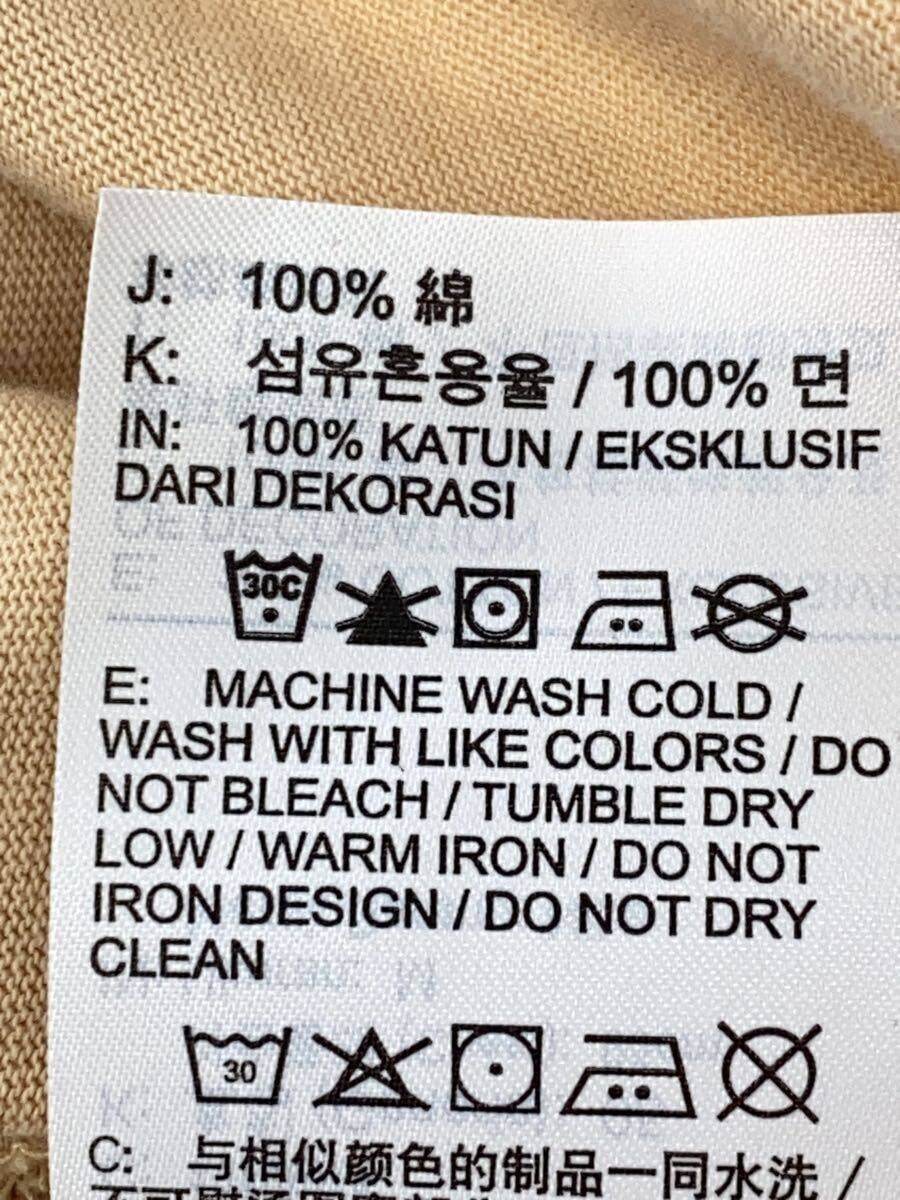 J: 100% 綿
K: 섬유혼용율 / 100% 면
IN: 100% KATUN / EKSKLUSIF
DARI DEKORASI
30C
E: MACHINE WASH COLD /
WASH WITH LIKE COLORS / DO
NOT BLEACH / TUMBLE DRY
LOW / WARM IRON / DO NOT
IRON DESIGN / DO NOT DRY
CLEAN
30
C: 与相似颜色的制品一同水洗 /